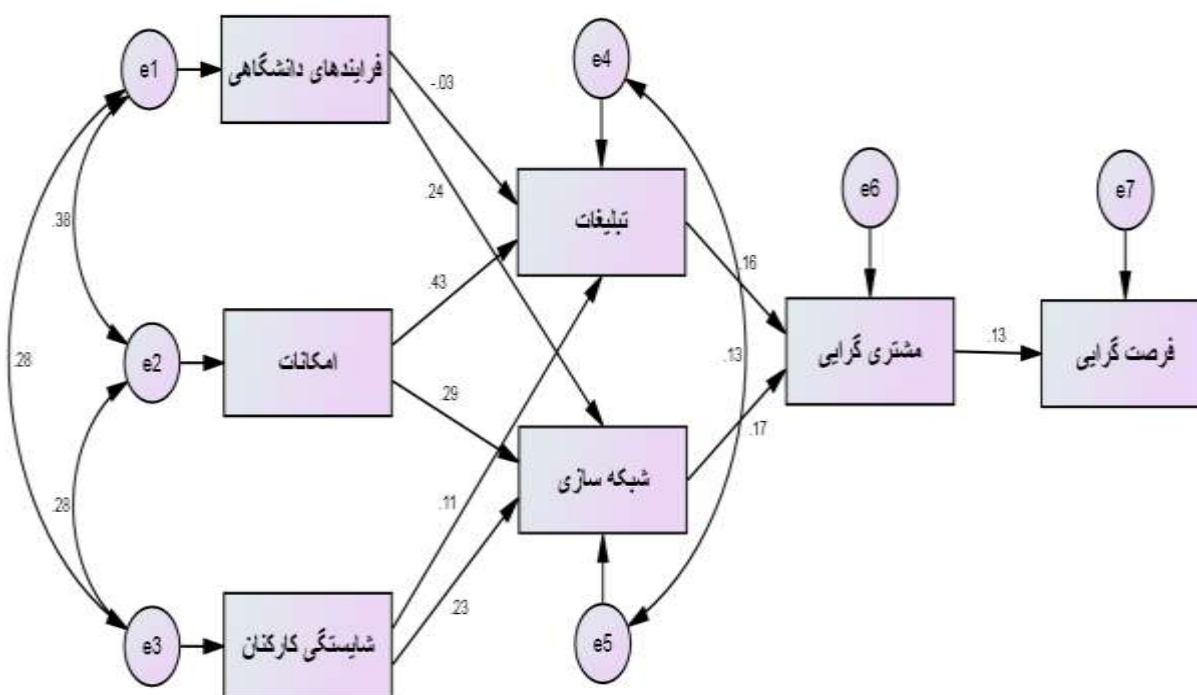 e1
فرایندهای دانشگاهی
e4
-.03
.24
e6
e7
تبلیغات
.38
.43
.16
.28
e2
امکانات
.29
.13
مشتری گرایی
.13
فرصت گرایی
.17
شبکه سازی
.28
.11
.23
e3
شایستگی کارکنان
e5